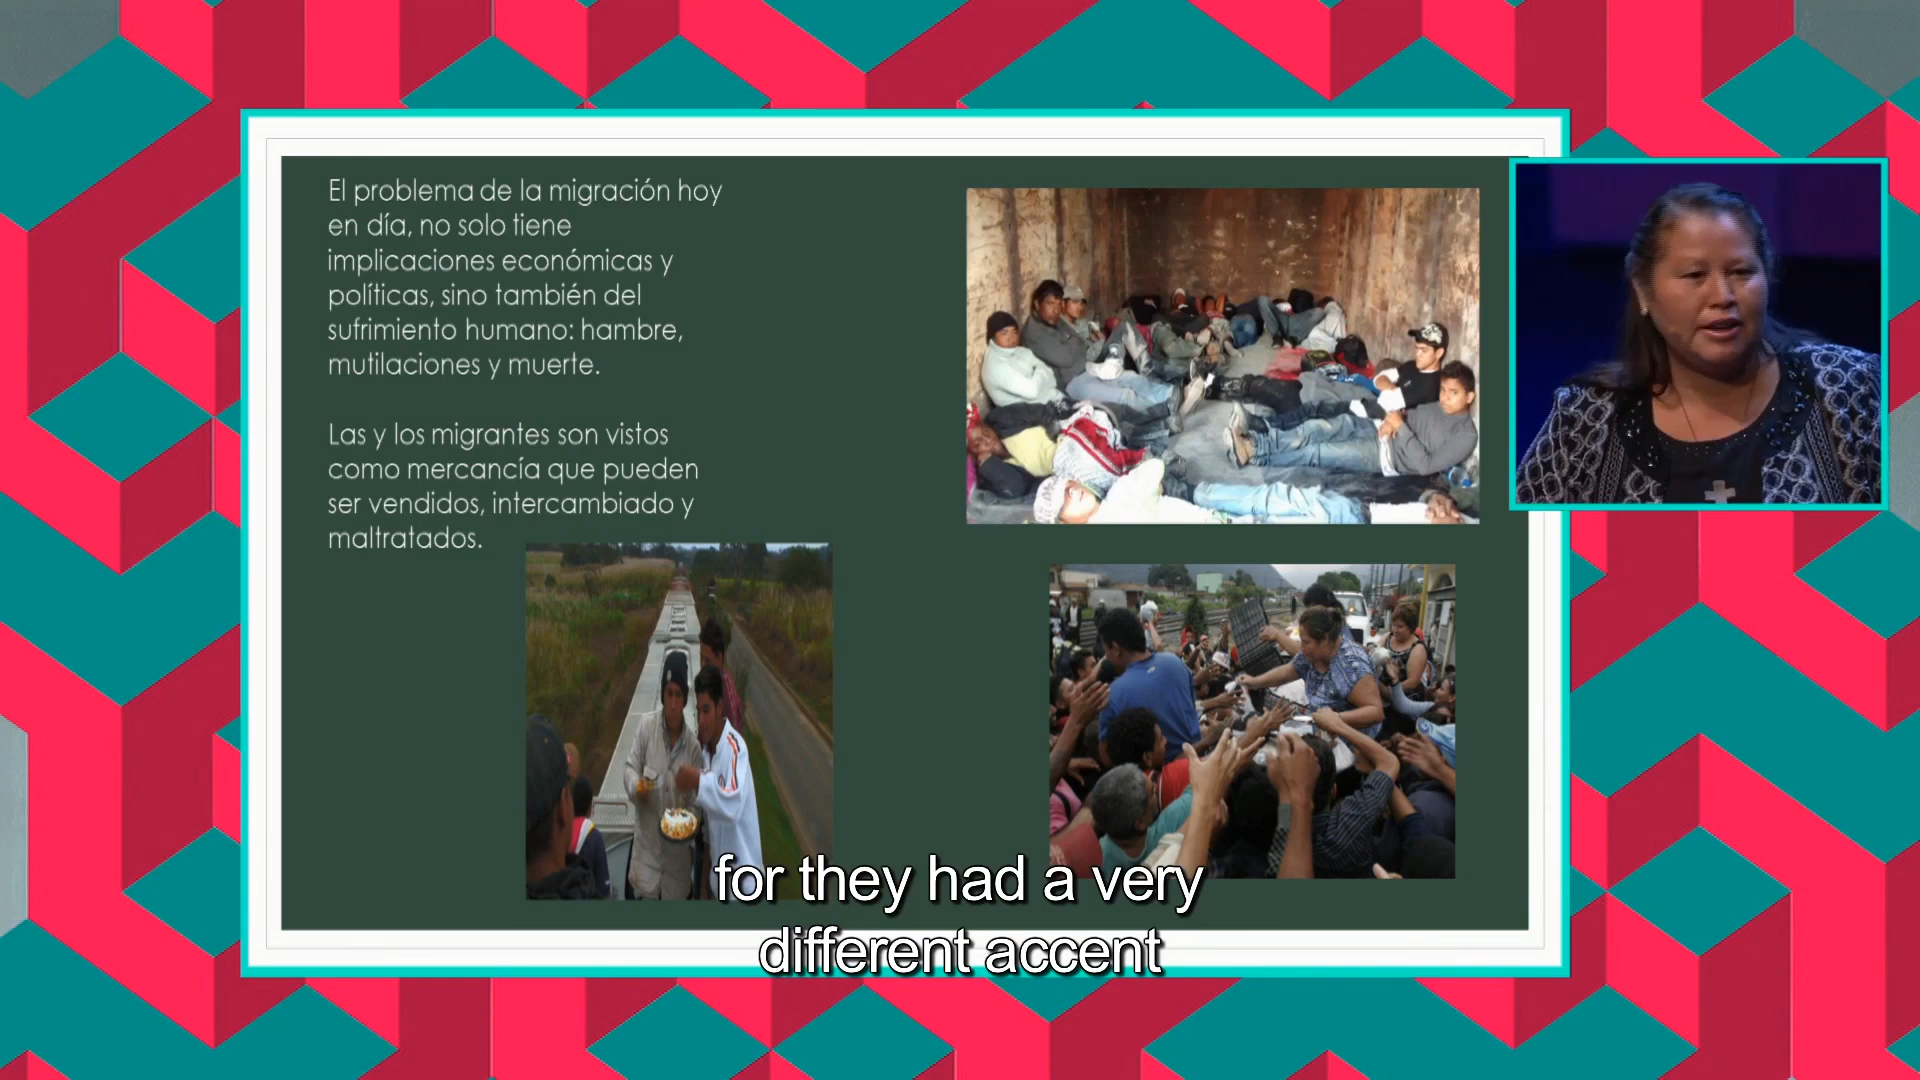 El problema de la migración hoy
en día, no solo tiene
implicaciones económicas y
políticas, sino también del
sufrimiento humano: hambre,
mutilaciones y muerte.
Las y los migrantes son vistos
como mercancía que pueden
ser vendidos, intercambiado y
maltratados.
for they had a very
different accent